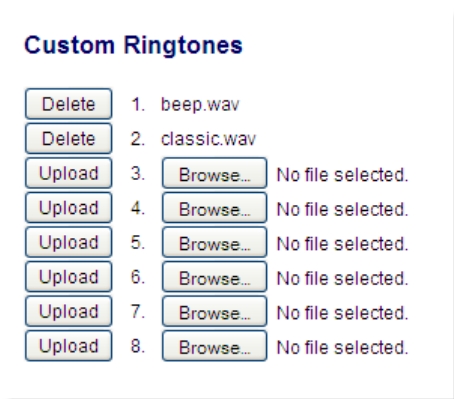 Custom Ringtones
Delete 1. beep.wav
Delete 2. classic.wav
Upload 3. Browse... No file selected.
Upload 4. Browse... No file selected.
Upload 5. Browse... No file selected.
Upload 6. Browse... No file selected.
Upload 7. Browse... No file selected.
Upload 8. Browse... No file selected.